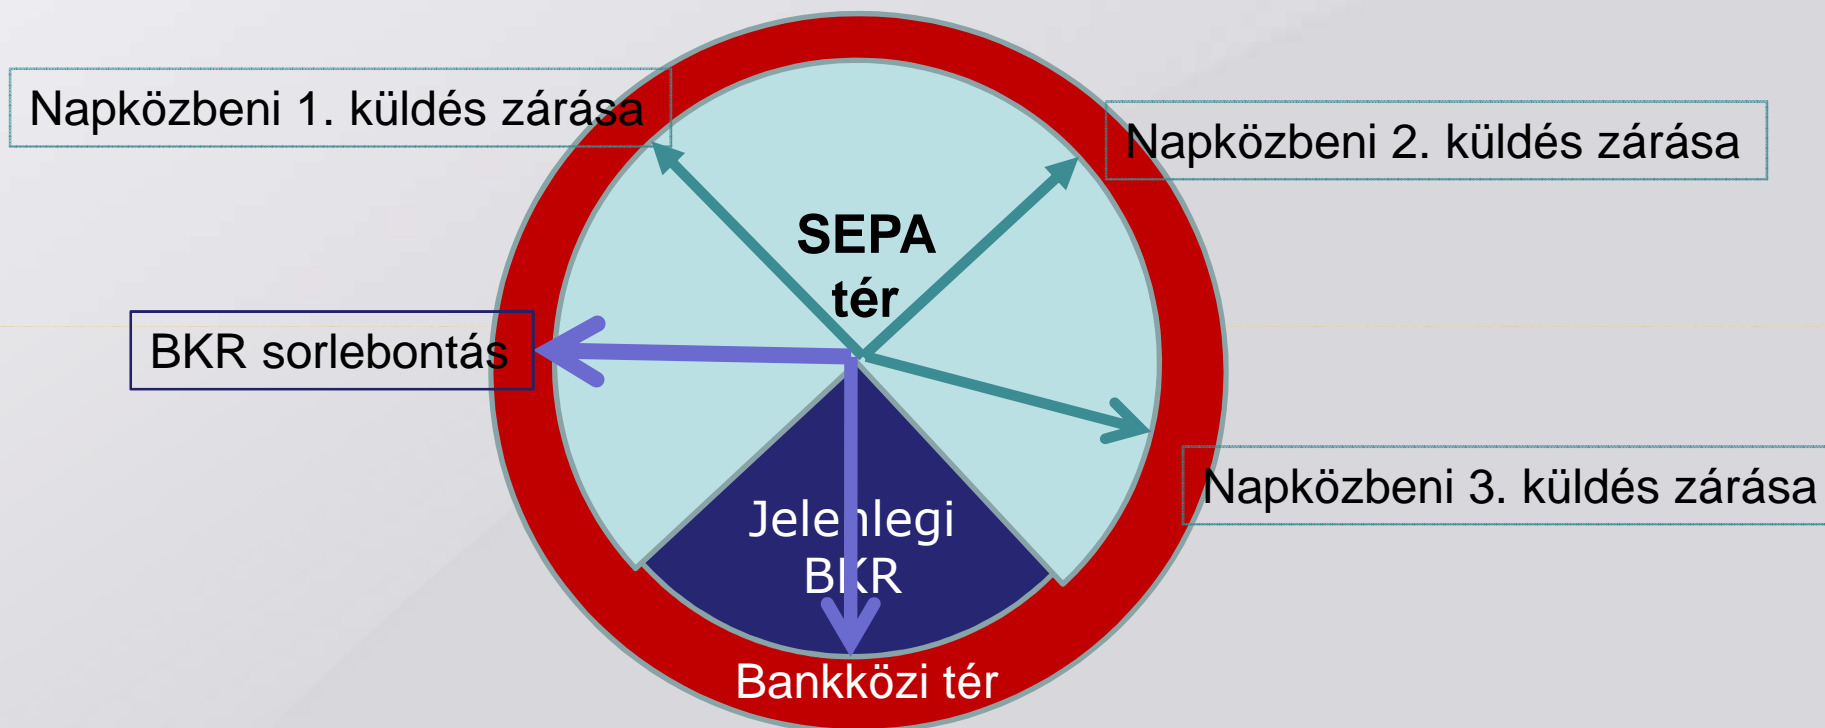 Napközbeni 1. küldés zárása
Napközbeni 2. küldés zárása
SEPA
tér
BKR sorlebontás
Napközbeni 3. küldés zárása
Jelenlegi
BKR
Bankközi tér